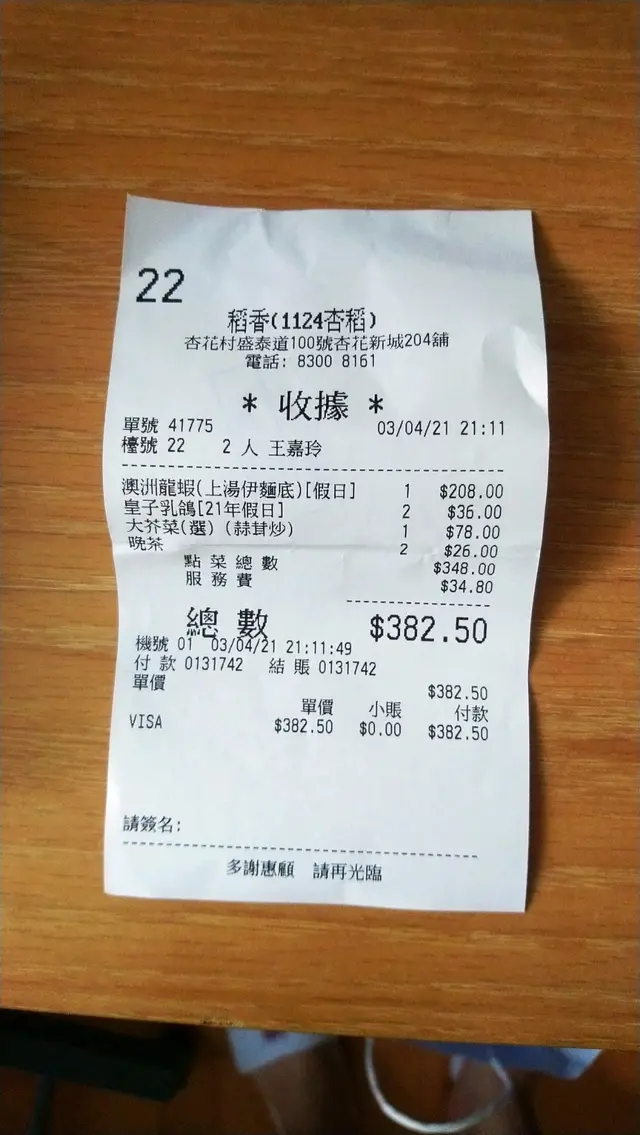 22
稻香(1124杏稻)
杏花村盛泰道100號杏花新城204舖
電話: 8300 8161
* 收據 *
單號 41775 03/04/21 21:11
檯號 22 2 人 王嘉玲
澳洲龍蝦(上湯伊麵底)[假日] 1 $208.00
皇子乳鴿[21年假日] 2 $36.00
大芥菜(選) (蒜茸炒) 1 $78.00
晚茶 2 $26.00
點菜總數 $348.00
服務費 $34.80
總數 $382.50
機號 01 03/04/21 21:11:49
付款 0131742 結賬 0131742
單價 $382.50
單價 小賬 付款
VISA $382.50 $0.00 $382.50
請簽名:
多謝惠顧 請再光臨